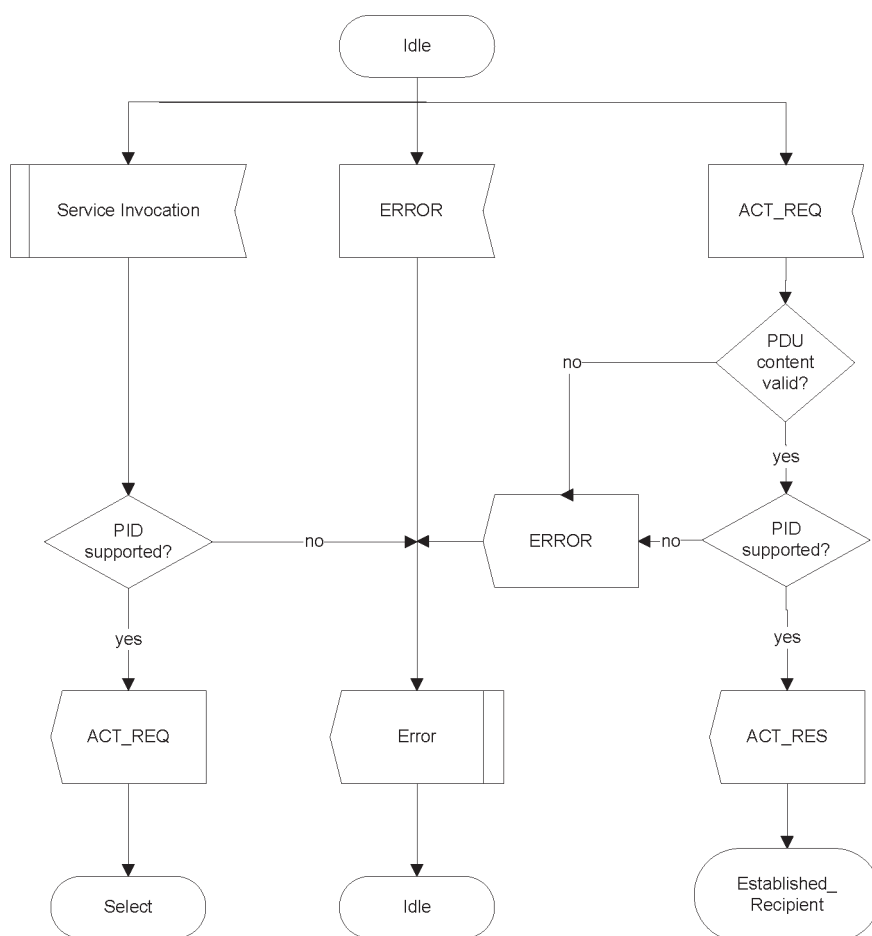 Idle
Service Invocation
ERROR
ACT_REQ
PDU
content
valid?
no
yes
PID
supported?
no
ERROR
no
PID
supported?
yes
yes
ACT_REQ
Error
ACT_RES
Select
Idle
Established_
Recipient